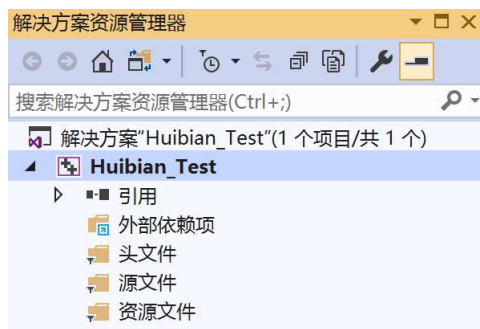 解决方案资源管理器
搜索解决方案资源管理器(Ctrl+;)
解决方案"Huibian_Test"(1 个项目/共 1 个)
Huibian_Test
引用
外部依赖项
头文件
源文件
资源文件